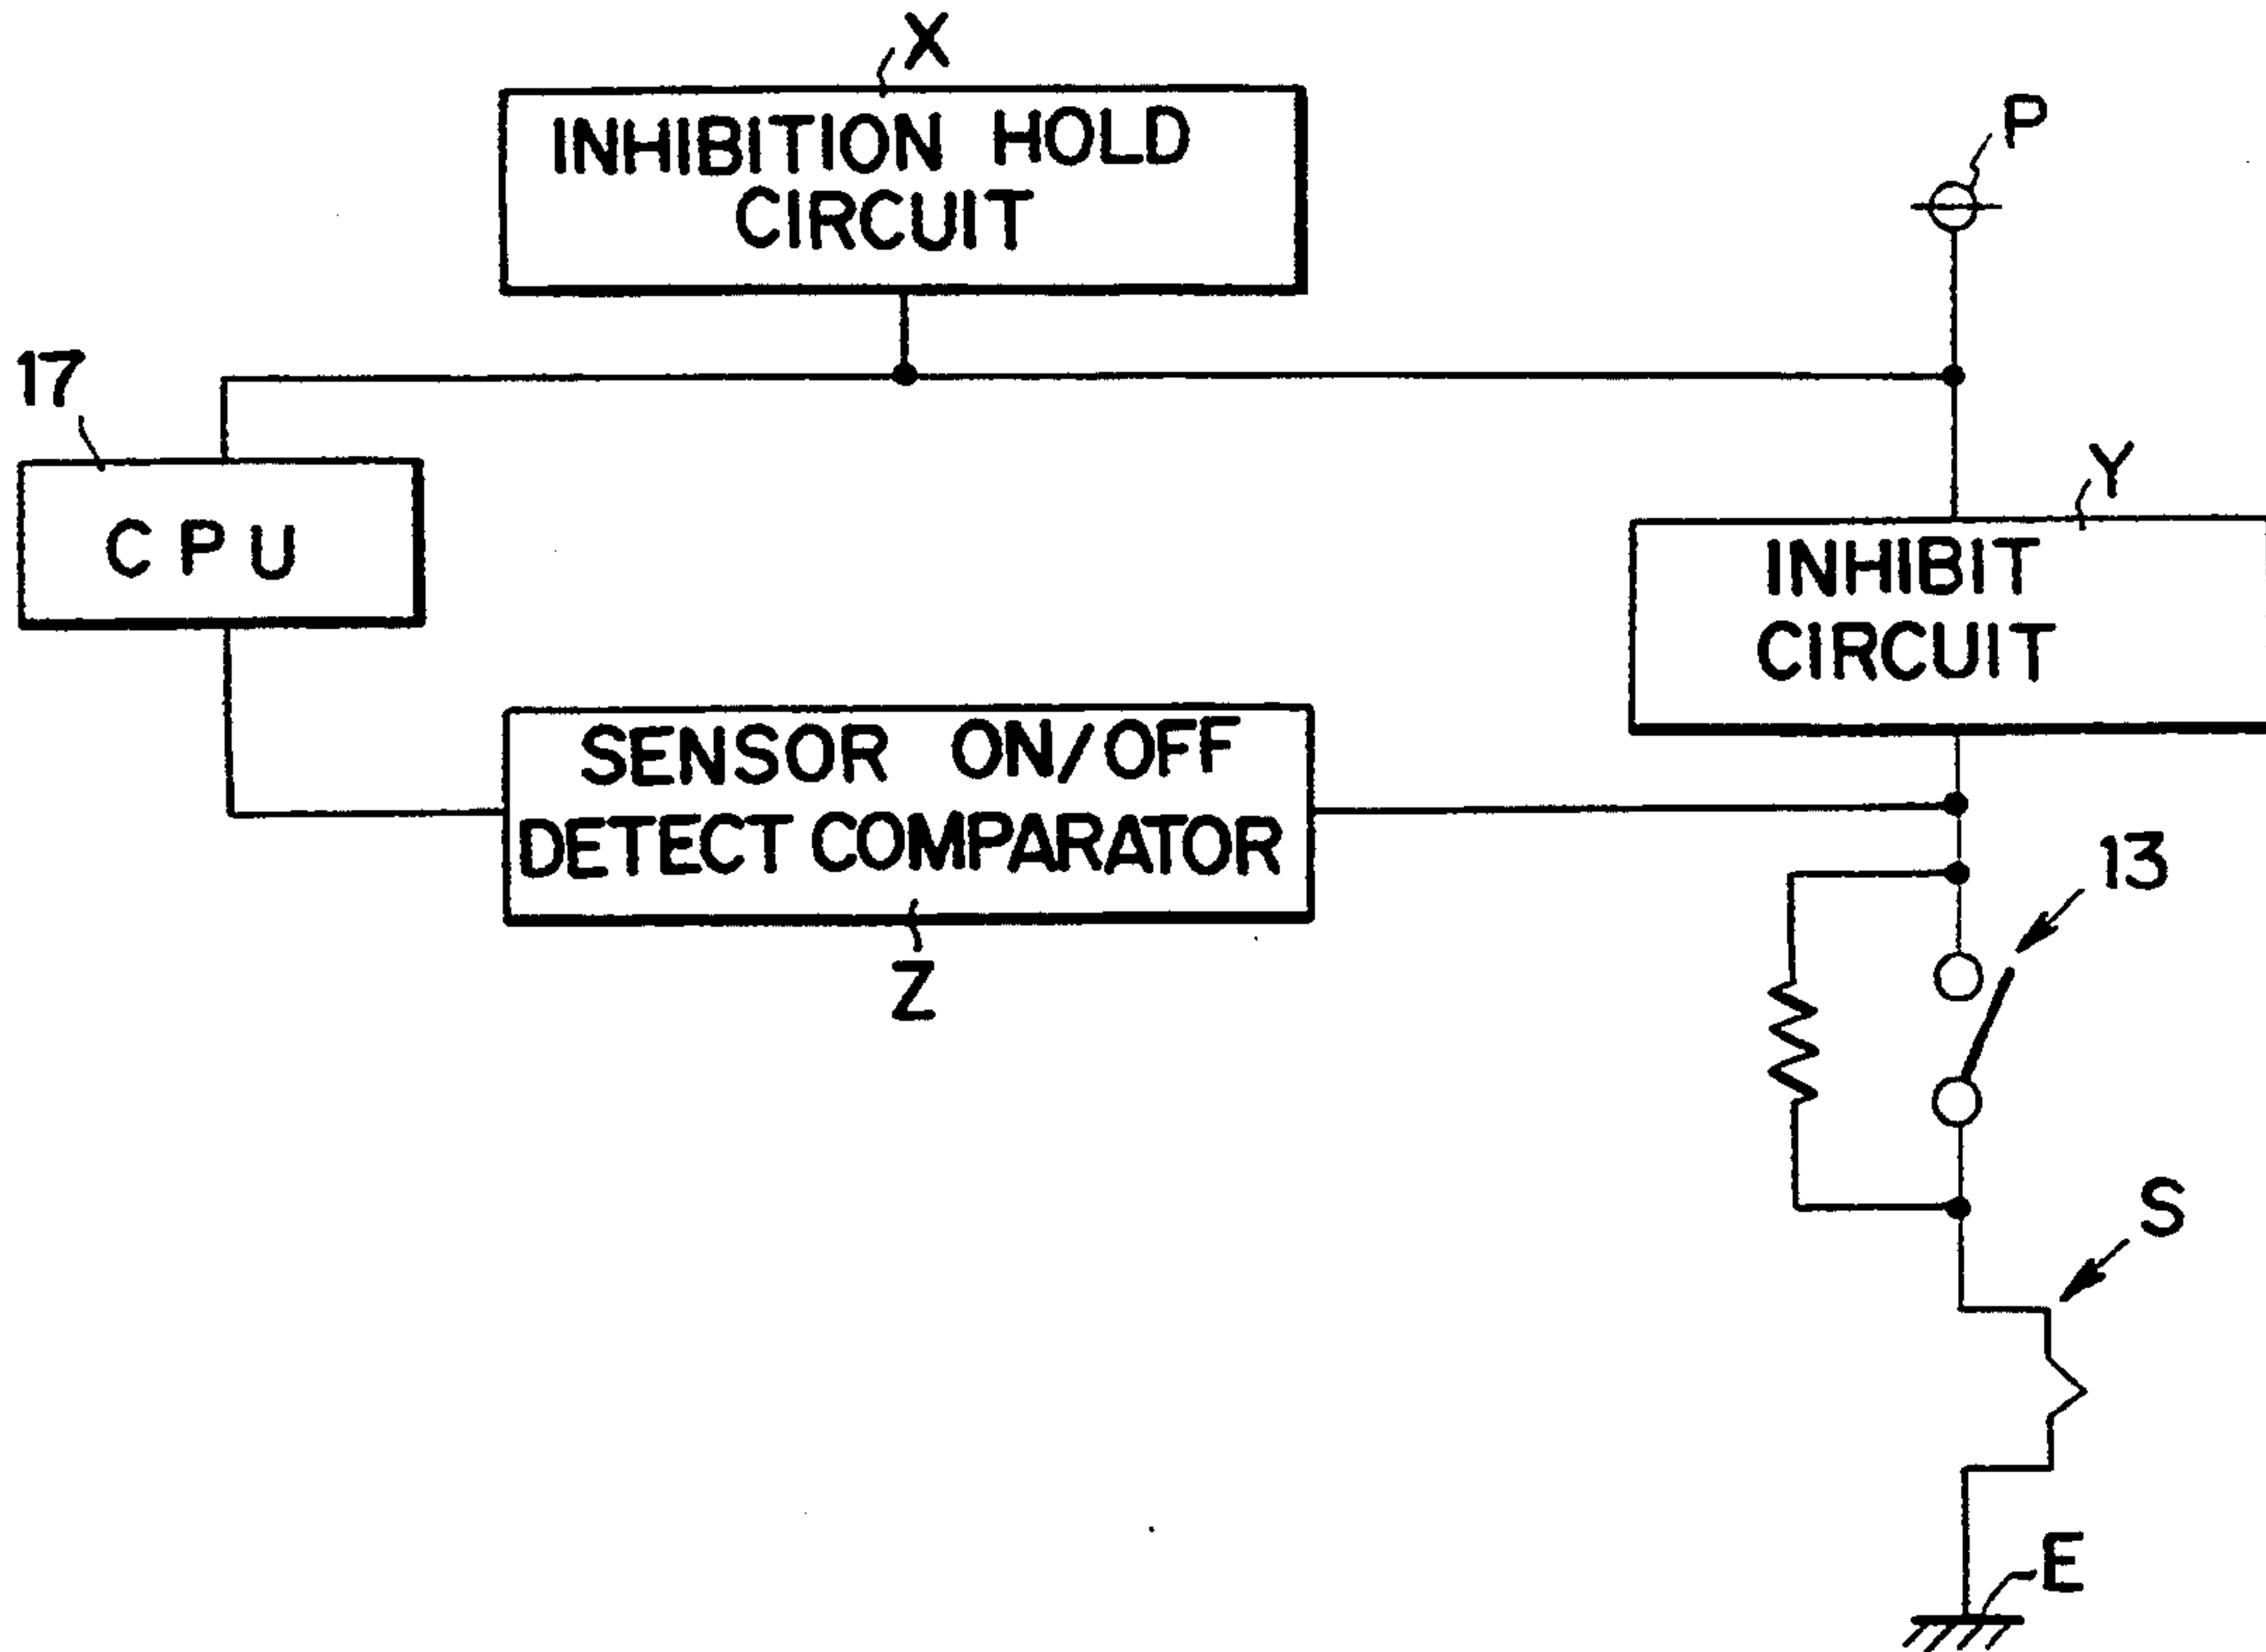 X
INHIBITION HOLD
CIRCUIT
P
17
CPU
Y
INHIBIT
CIRCUIT
SENSOR ON/OFF
DETECT COMPARATOR
Z
13
S
E